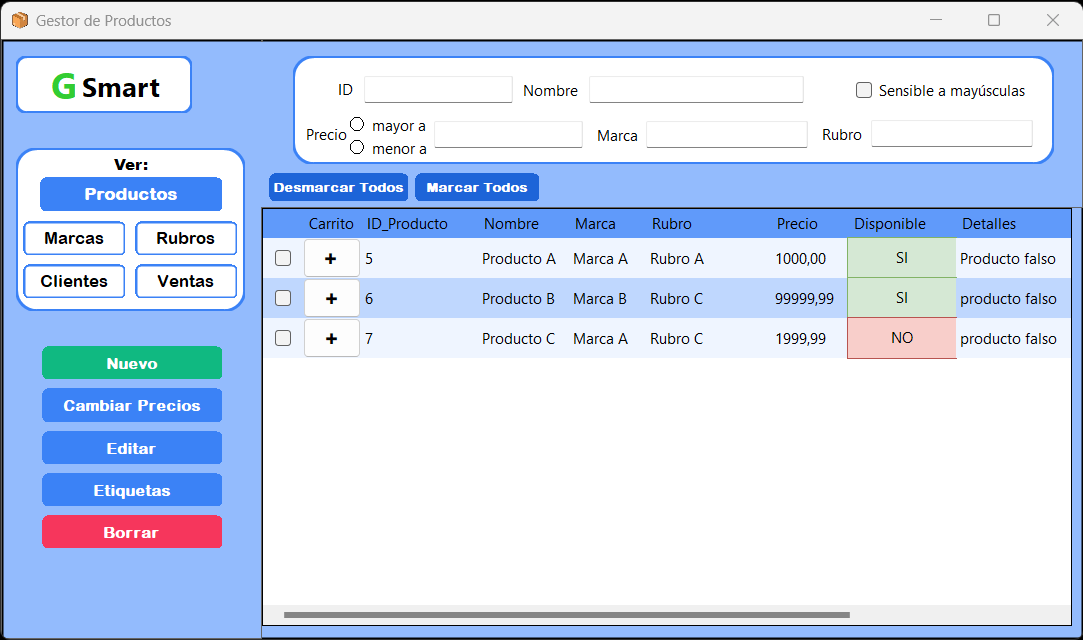 Gestor de Productos
G Smart
Ver:
Productos
Marcas Rubros
Clientes Ventas
Nuevo
Cambiar Precios
Editar
Etiquetas
Borrar
ID Nombre Sensible a mayúsculas
Precio mayor a menor a Marca Rubro
Desmarcar Todos Marcar Todos
Carrito ID_Producto Nombre Marca Rubro Precio Disponible Detalles
+ 5 Producto A Marca A Rubro A 1000,00 SI Producto falso
+ 6 Producto B Marca B Rubro C 99999,99 SI producto falso
+ 7 Producto C Marca A Rubro C 1999,99 NO producto falso